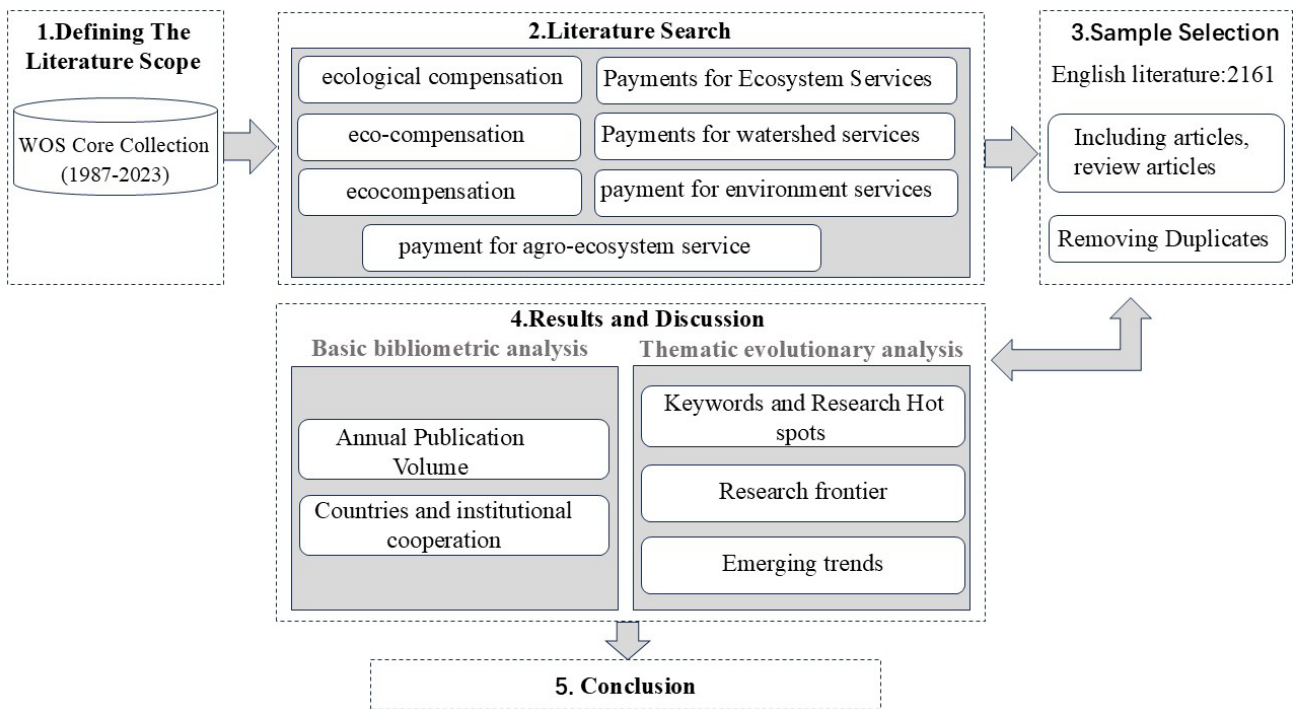 1.Defining The
Literature Scope
WOS Core Collection
(1987-2023)
2.Literature Search
ecological compensation
Payments for Ecosystem Services
eco-compensation
Payments for watershed services
ecocompensation
payment for environment services
payment for agro-ecosystem service
3.Sample Selection
English literature:2161
Including articles,
review articles
Removing Duplicates
4.Results and Discussion
Basic bibliometric analysis
Annual Publication
Volume
Countries and institutional
cooperation
Thematic evolutionary analysis
Keywords and Research Hot
spots
Research frontier
Emerging trends
5. Conclusion